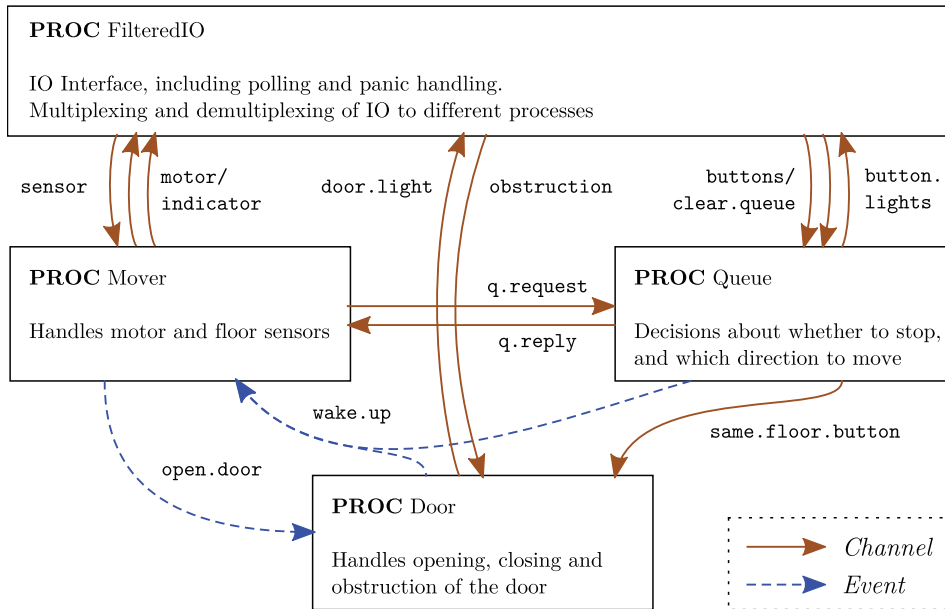 PROC FilteredIO
IO Interface, including polling and panic handling.
Multiplexing and demultiplexing of IO to different processes
sensor
motor/
indicator
door.light
obstruction
buttons/
clear.queue
button.
lights
PROC Mover
Handles motor and floor sensors
q.request
q.reply
PROC Queue
Decisions about whether to stop,
and which direction to move
wake.up
same.floor.button
open.door
PROC Door
Handles opening, closing and
obstruction of the door
Channel
Event